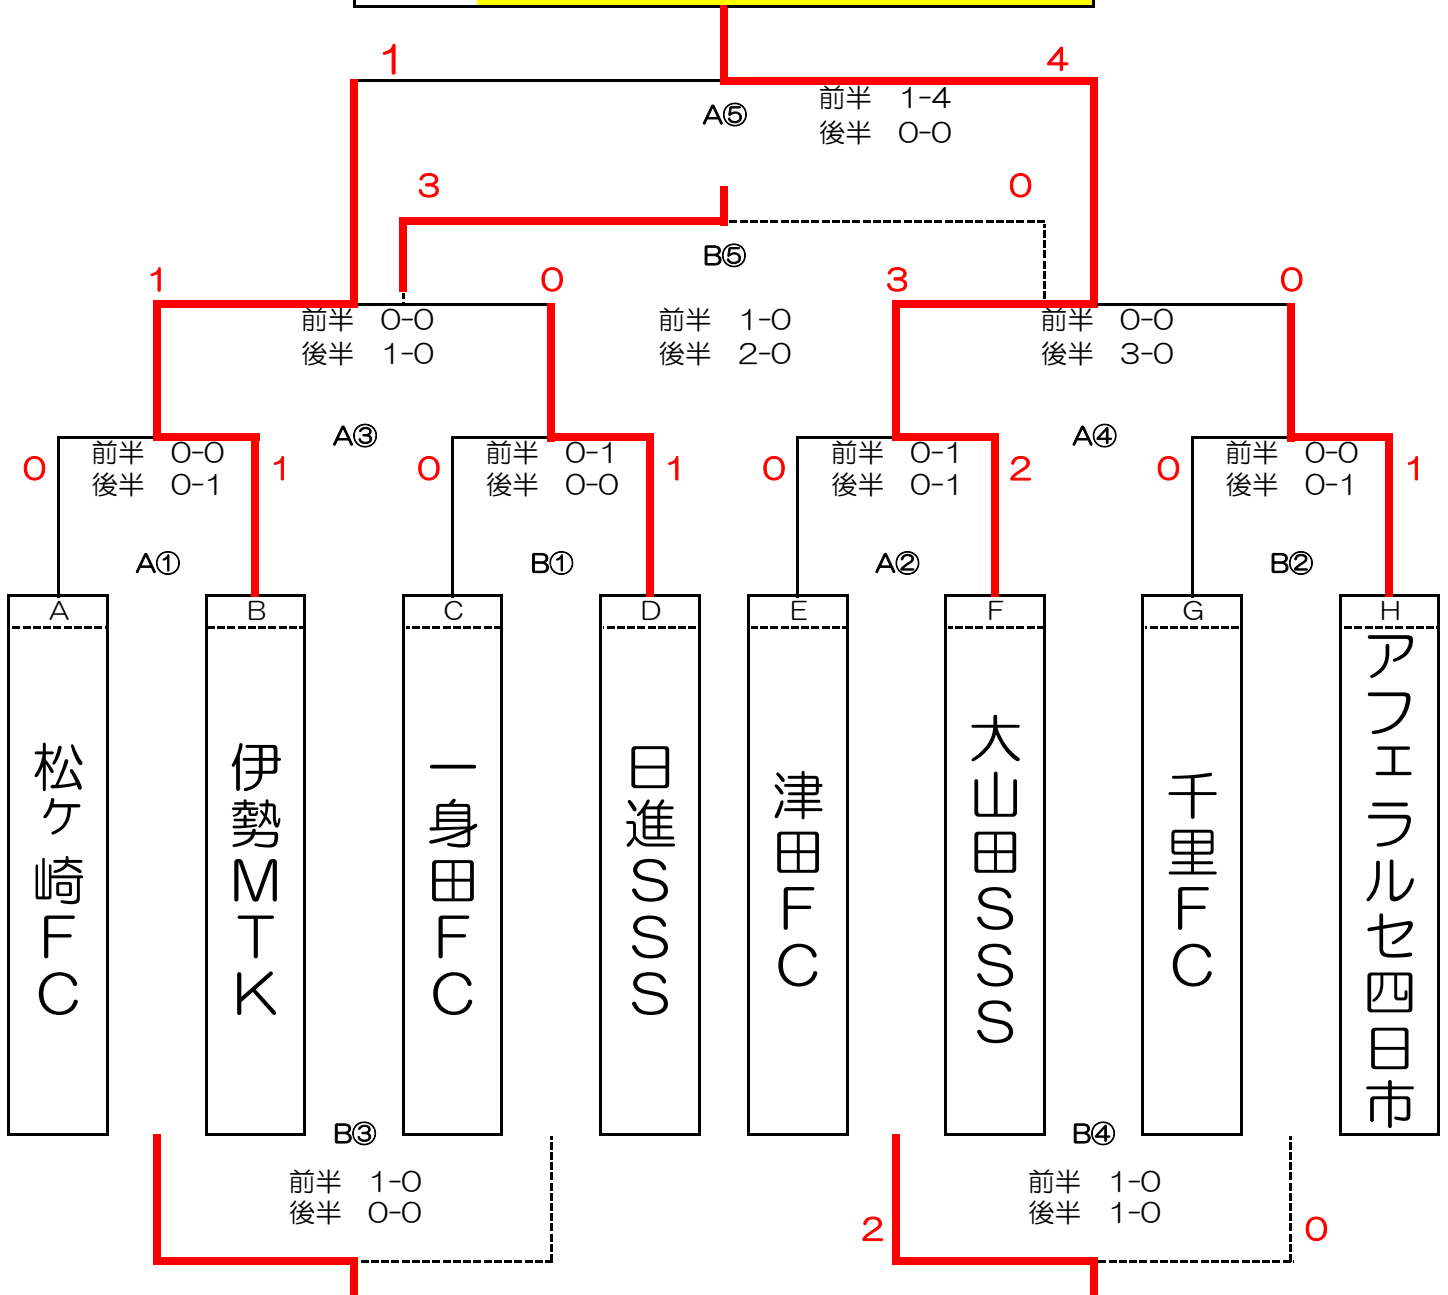 1 4
前半 1-4
A⑤
後半 0-0
3 0
B⑤
1 0 3 0
前半 0-0 前半 1-0 前半 0-0
後半 1-0 後半 2-0 後半 3-0
A③ A④
前半 0-0 前半 0-1 前半 0-1 前半 0-0
0 1 0 1 0 2 0 1
後半 0-1 後半 0-0 後半 0-1 後半 0-1
A① B① A② B②
A B C D E F G H
松ヶ崎FC
伊勢MTK
一身田FC
日進SSS
津田FC
大山田SSS
千里FC
アフェラルセ四日市
B③ B④
前半 1-0 前半 1-0
後半 0-0 後半 1-0
2 0